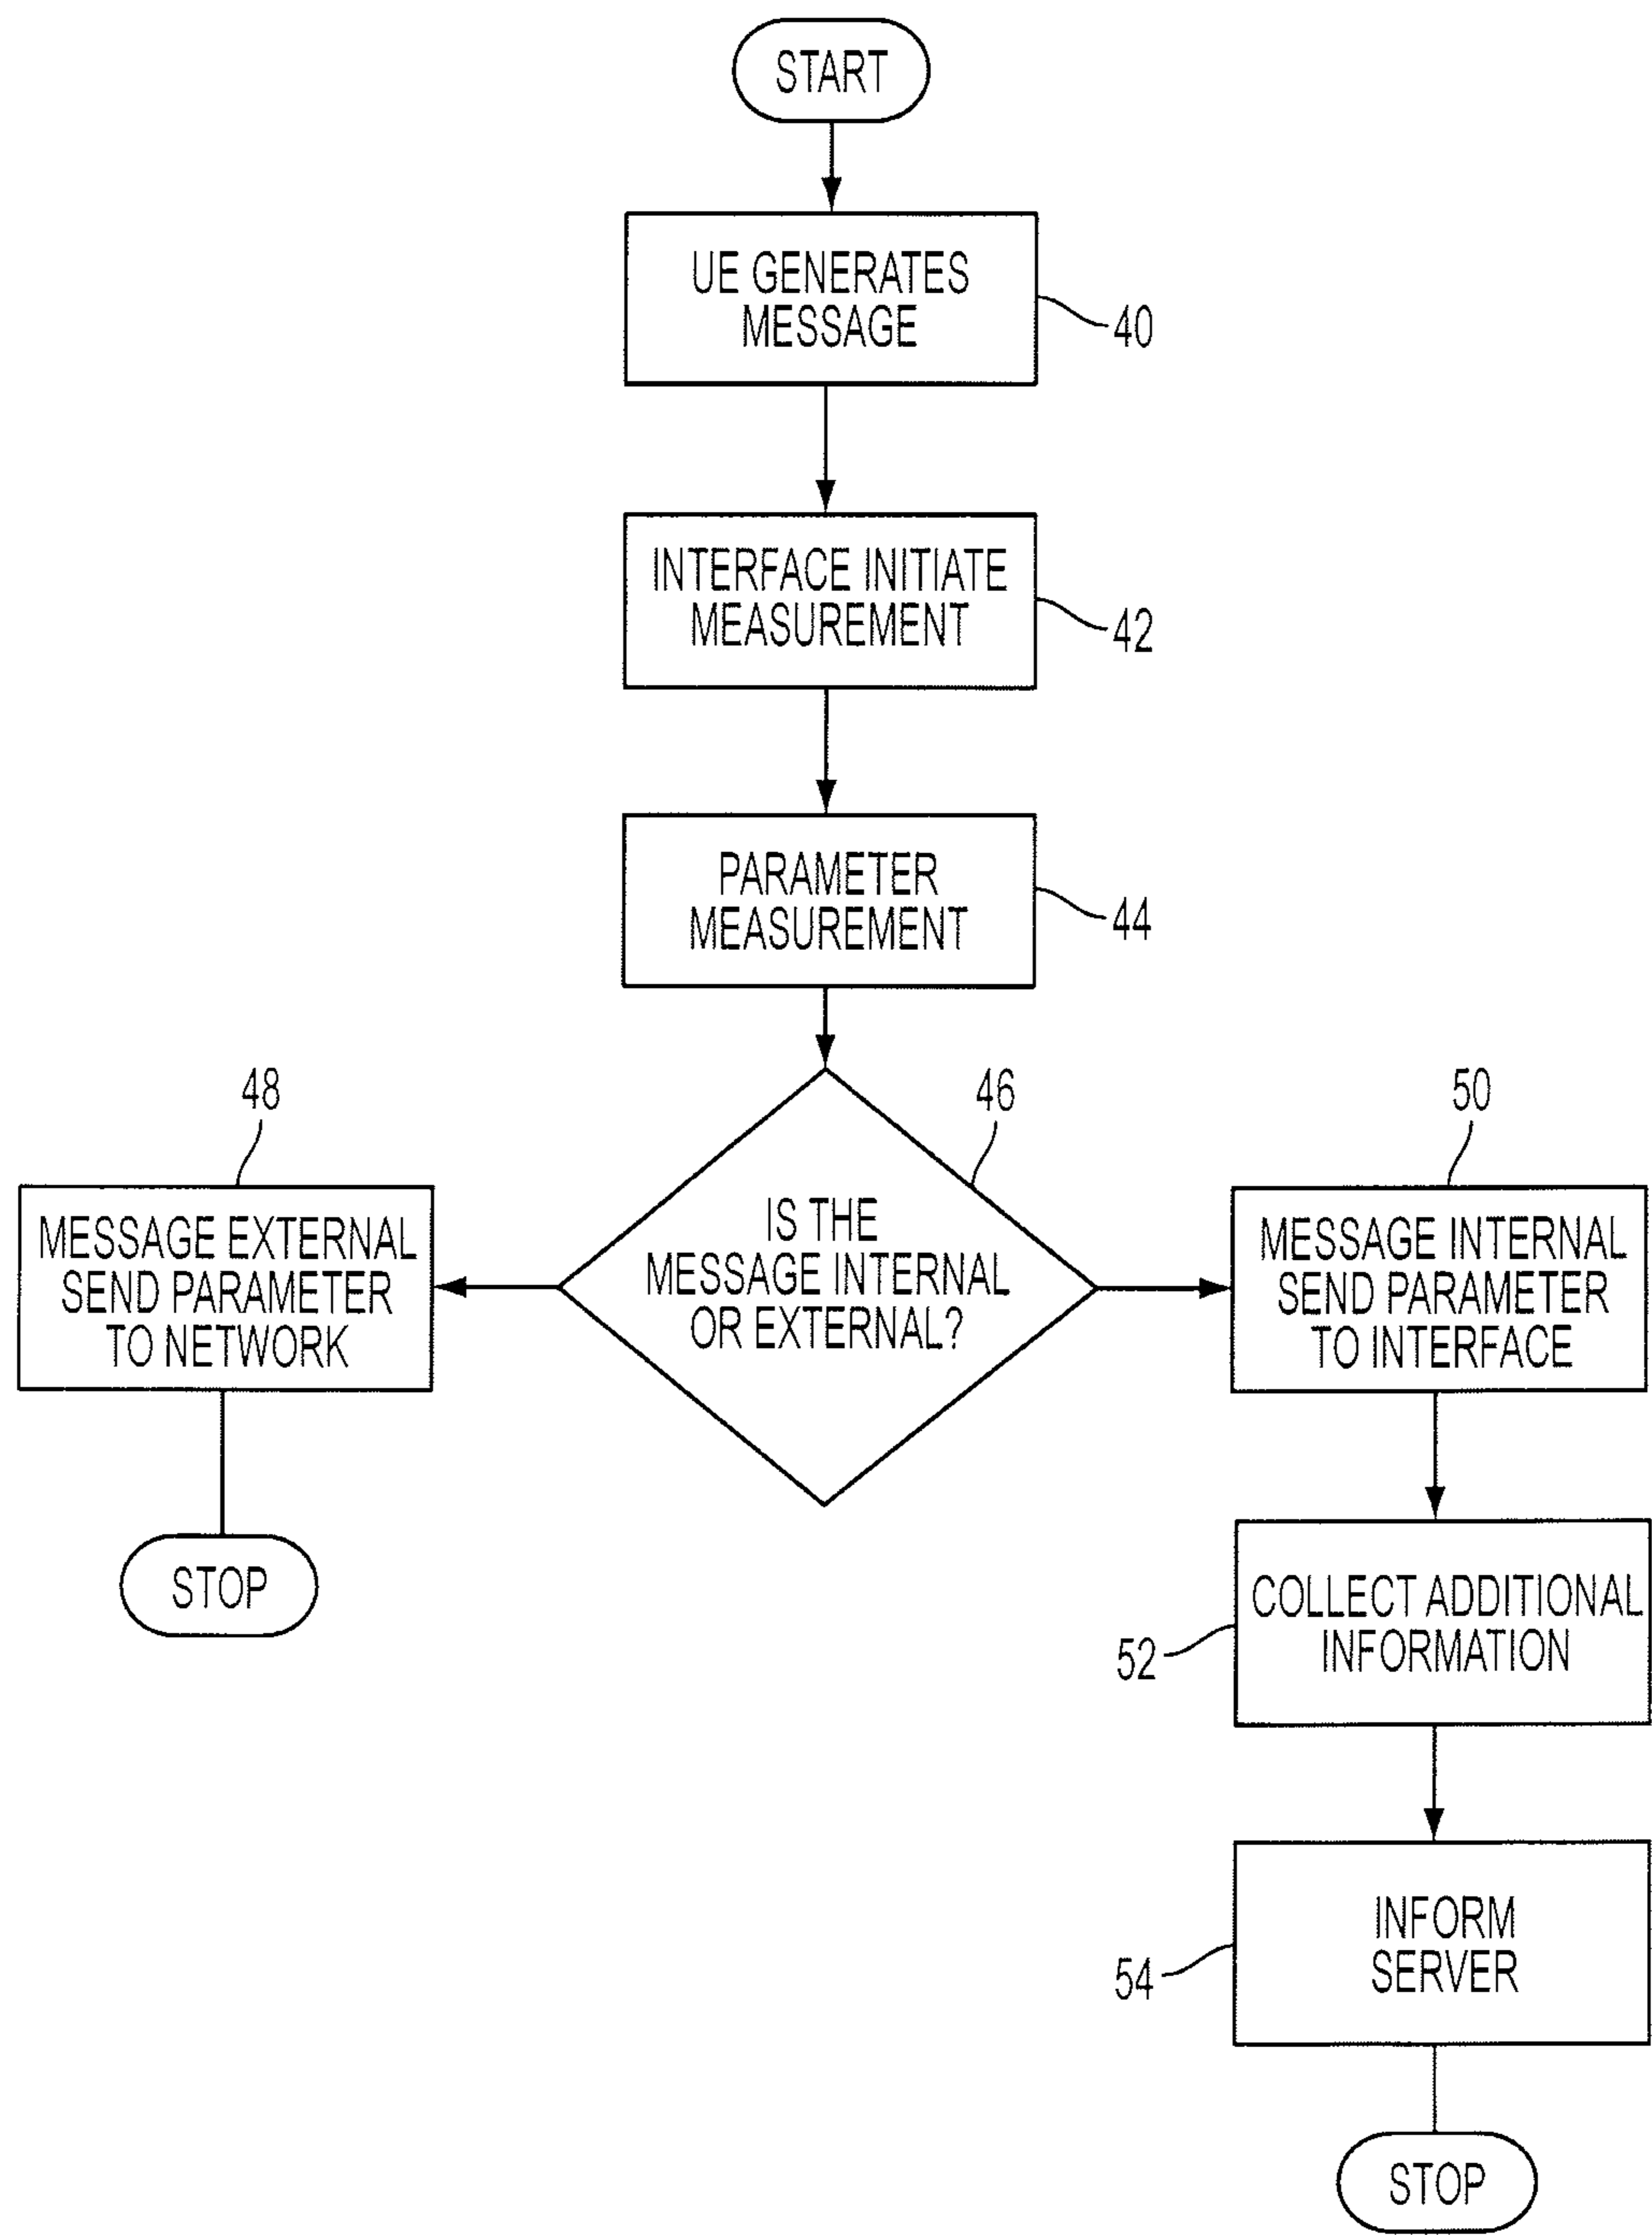 START
UE GENERATES
MESSAGE
40
INTERFACE INITIATE
MEASUREMENT
42
PARAMETER
MEASUREMENT
44
48
46
50
MESSAGE EXTERNAL
SEND PARAMETER
TO NETWORK
IS THE
MESSAGE INTERNAL
OR EXTERNAL?
MESSAGE INTERNAL
SEND PARAMETER
TO INTERFACE
STOP
COLLECT ADDITIONAL
INFORMATION
52
INFORM
SERVER
54
STOP